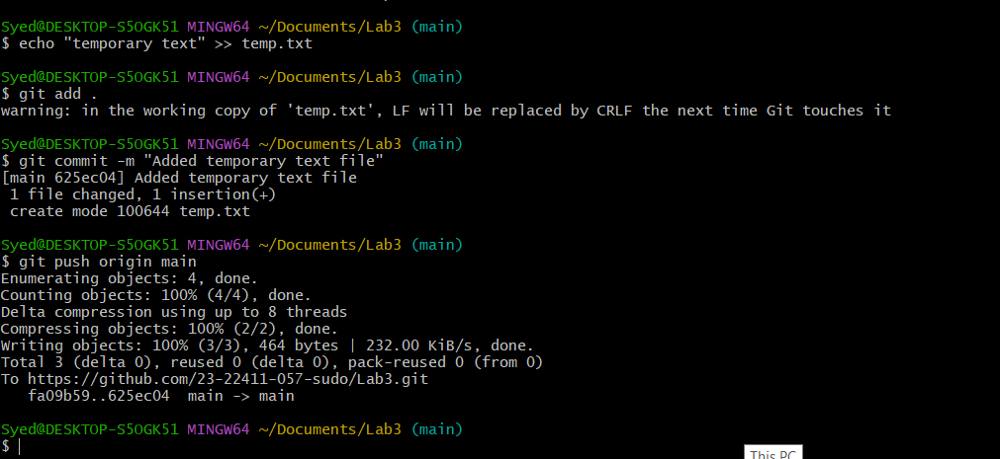 Syed@DESKTOP-S5OGK51 MINGW64 ~/Documents/Lab3 (main)
$ echo "temporary text" >> temp.txt
Syed@DESKTOP-S5OGK51 MINGW64 ~/Documents/Lab3 (main)
$ git add .
warning: in the working copy of 'temp.txt', LF will be replaced by CRLF the next time Git touches it
Syed@DESKTOP-S5OGK51 MINGW64 ~/Documents/Lab3 (main)
$ git commit -m "Added temporary text file"
[main 625ec04] Added temporary text file
 1 file changed, 1 insertion(+)
 create mode 100644 temp.txt
Syed@DESKTOP-S5OGK51 MINGW64 ~/Documents/Lab3 (main)
$ git push origin main
Enumerating objects: 4, done.
Counting objects: 100% (4/4), done.
Delta compression using up to 8 threads
Compressing objects: 100% (2/2), done.
Writing objects: 100% (3/3), 464 bytes | 232.00 KiB/s, done.
Total 3 (delta 0), reused 0 (delta 0), pack-reused 0 (from 0)
To https://github.com/23-22411-057-sudo/Lab3.git
   fa09b59..625ec04  main -> main
Syed@DESKTOP-S5OGK51 MINGW64 ~/Documents/Lab3 (main)
$
This PC